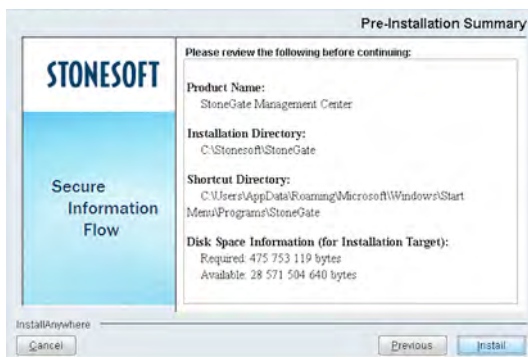 Pre-Installation Summary
STONESOFT
Secure
Information
Flow
Please review the following before continuing:
Product Name:
StoneGate Management Center
Installation Directory:
C:\Stonesoft\StoneGate
Shortcut Directory:
C:\Users\AppData\Roaming\Microsoft\Windows\Start
Menu\Programs\StoneGate
Disk Space Information (for Installation Target):
Required: 475 753 119 bytes
Available: 28 571 504 640 bytes
InstallAnywhere
Cancel
Previous
Install